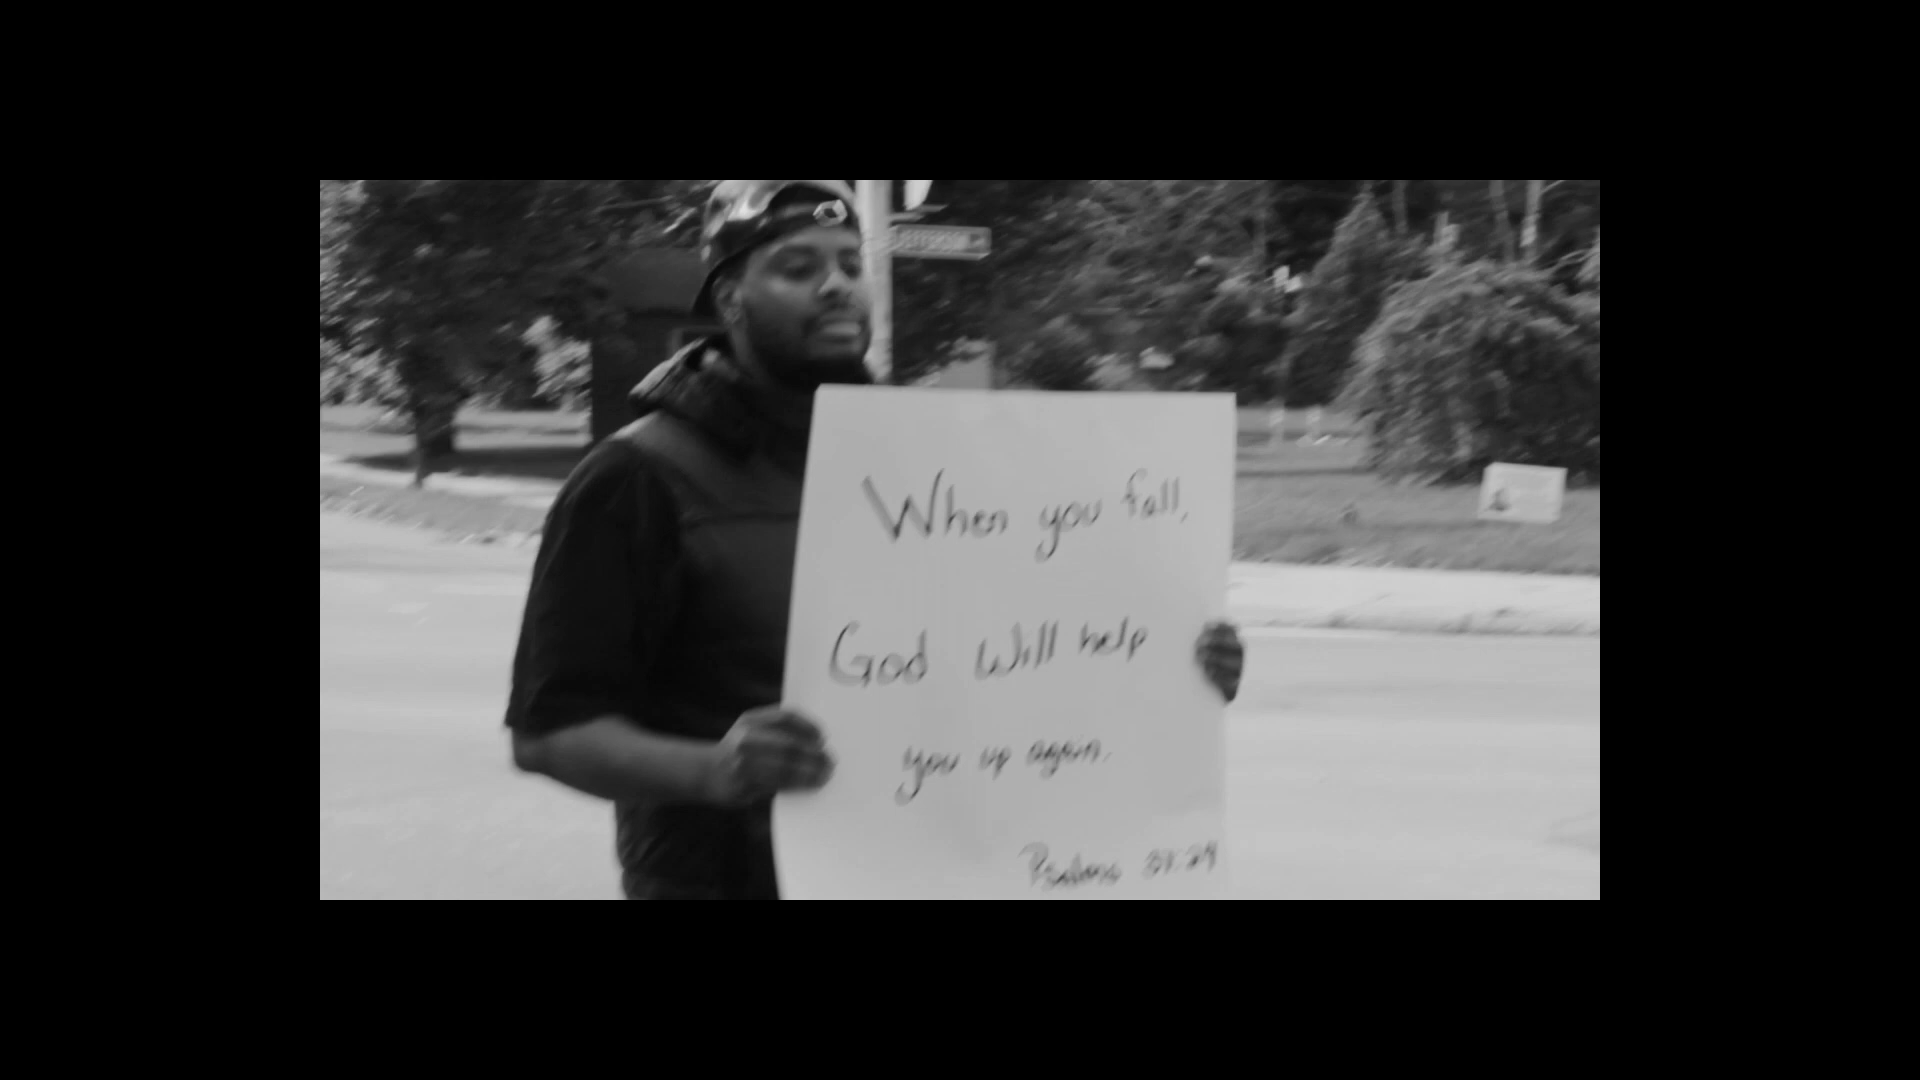 When you fall,
God Will help
you up again.
Psalms 37:24